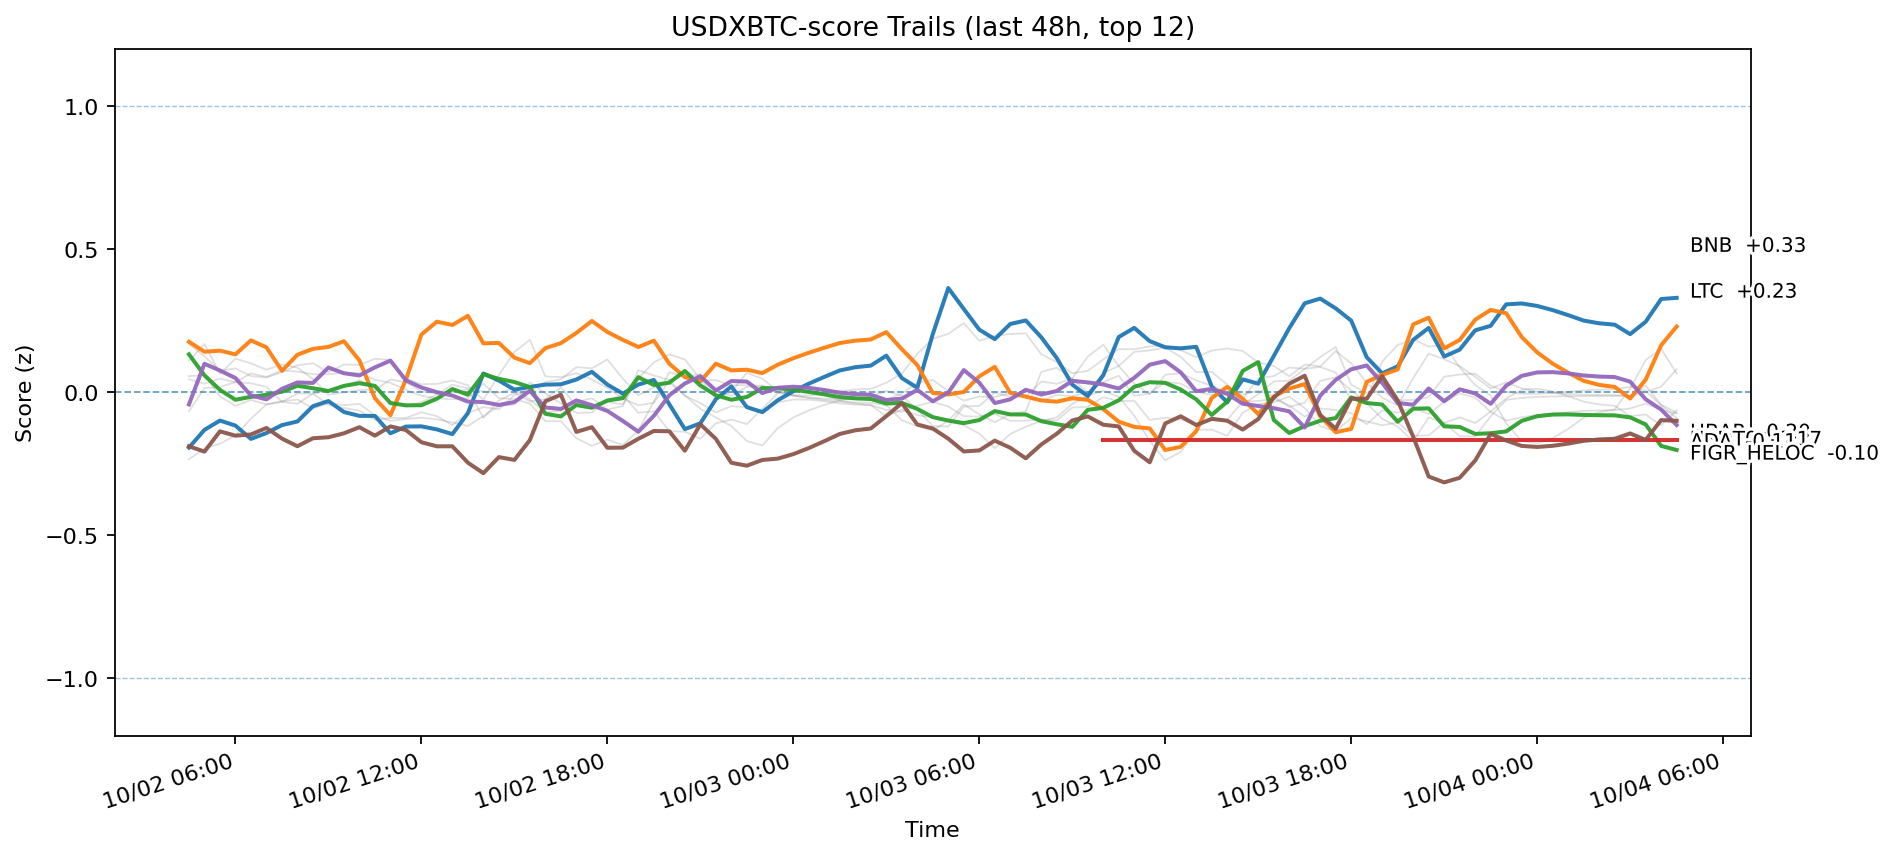 USDXBTC-score Trails (last 48h, top 12)
Score (z)
1.0
0.5
0.0
−0.5
−1.0
BNB +0.33
LTC +0.23
FIGR_HELOC -0.10
10/02 06:00
10/02 12:00
10/02 18:00
10/03 00:00
10/03 06:00
10/03 12:00
10/03 18:00
10/04 00:00
10/04 06:00
Time